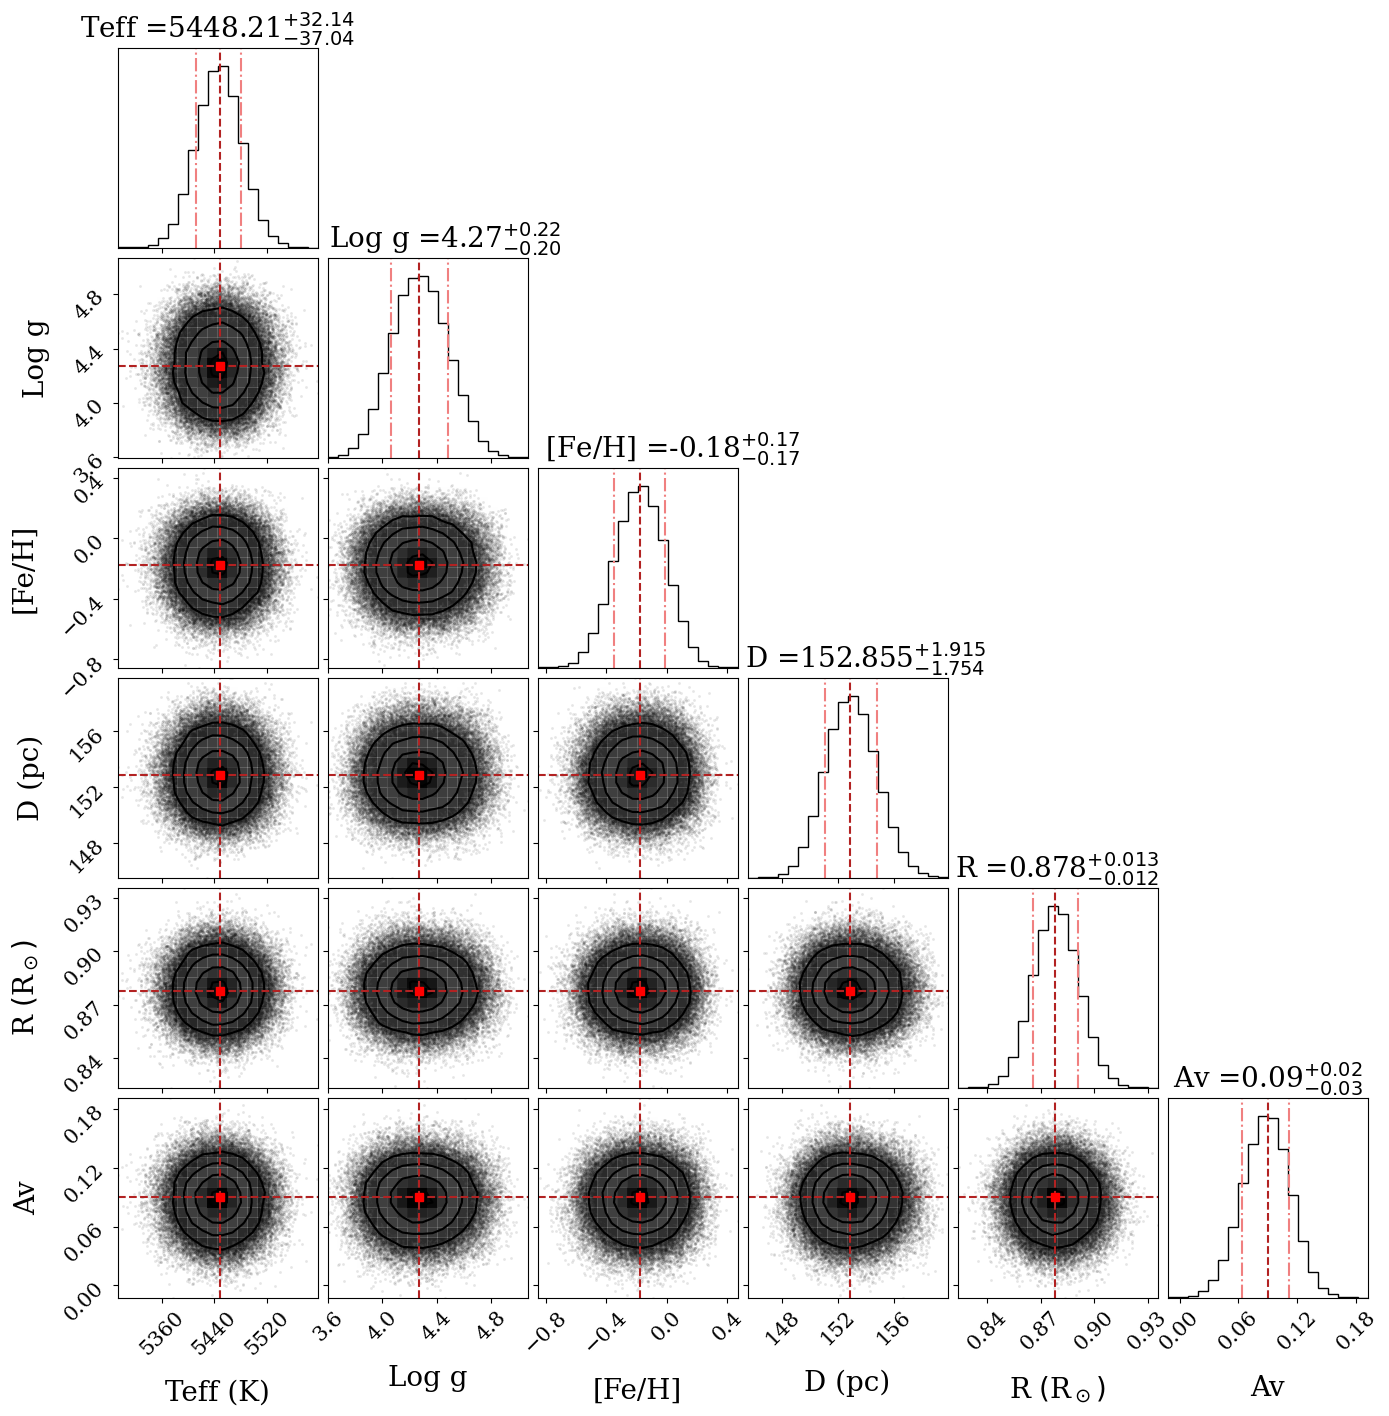 Teff =5448.21$^{+32.14}_{-37.04}$
Log g =4.27$^{+0.22}_{-0.20}$
4.8
4.4
4.0
3.6
Log g
[Fe/H] =-0.18$^{+0.17}_{-0.17}$
0.4
0.0
−0.4
−0.8
[Fe/H]
D =152.855$^{+1.915}_{-1.754}$
156
152
148
D (pc)
R =0.878$^{+0.013}_{-0.012}$
0.93
0.90
0.87
0.84
R (R$_\odot$)
Av =0.09$^{+0.02}_{-0.03}$
0.18
0.12
0.06
0.00
Av
5360 5440 5520
Teff (K)
3.6 4.0 4.4 4.8
Log g
−0.8 −0.4 0.0 0.4
[Fe/H]
148 152 156
D (pc)
0.84 0.87 0.90 0.93
R (R$_\odot$)
0.00 0.06 0.12 0.18
Av